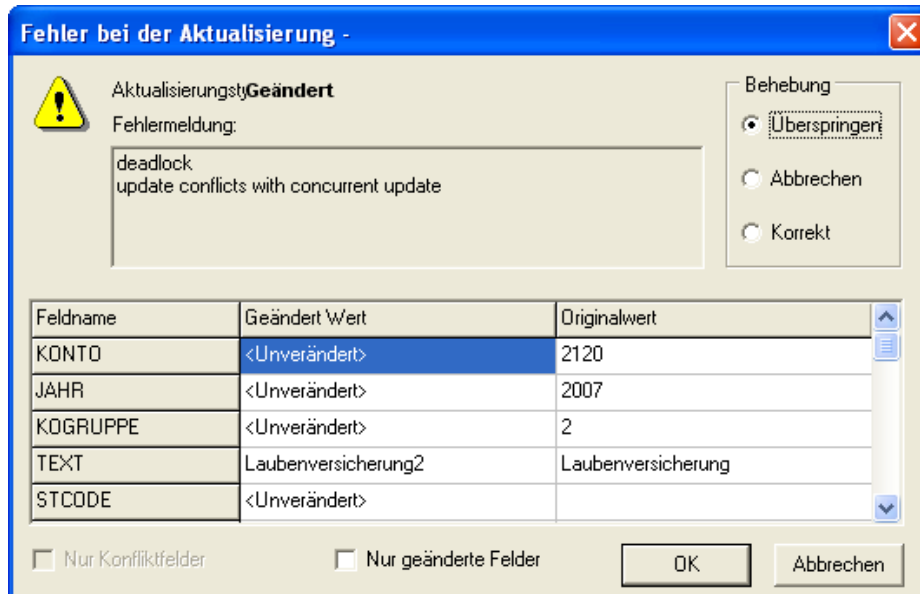 Fehler bei der Aktualisierung -
Aktualisierungsty Geändert
Fehlermeldung:
deadlock
update conflicts with concurrent update
Behebung
Überspringen
Abbrechen
Korrekt
Feldname Geändert Wert Originalwert
KONTO <Unverändert> 2120
JAHR <Unverändert> 2007
KOGRUPPE <Unverändert> 2
TEXT Laubenversicherung2 Laubenversicherung
STCODE <Unverändert>
Nur Konfliktfelder Nur geänderte Felder OK Abbrechen